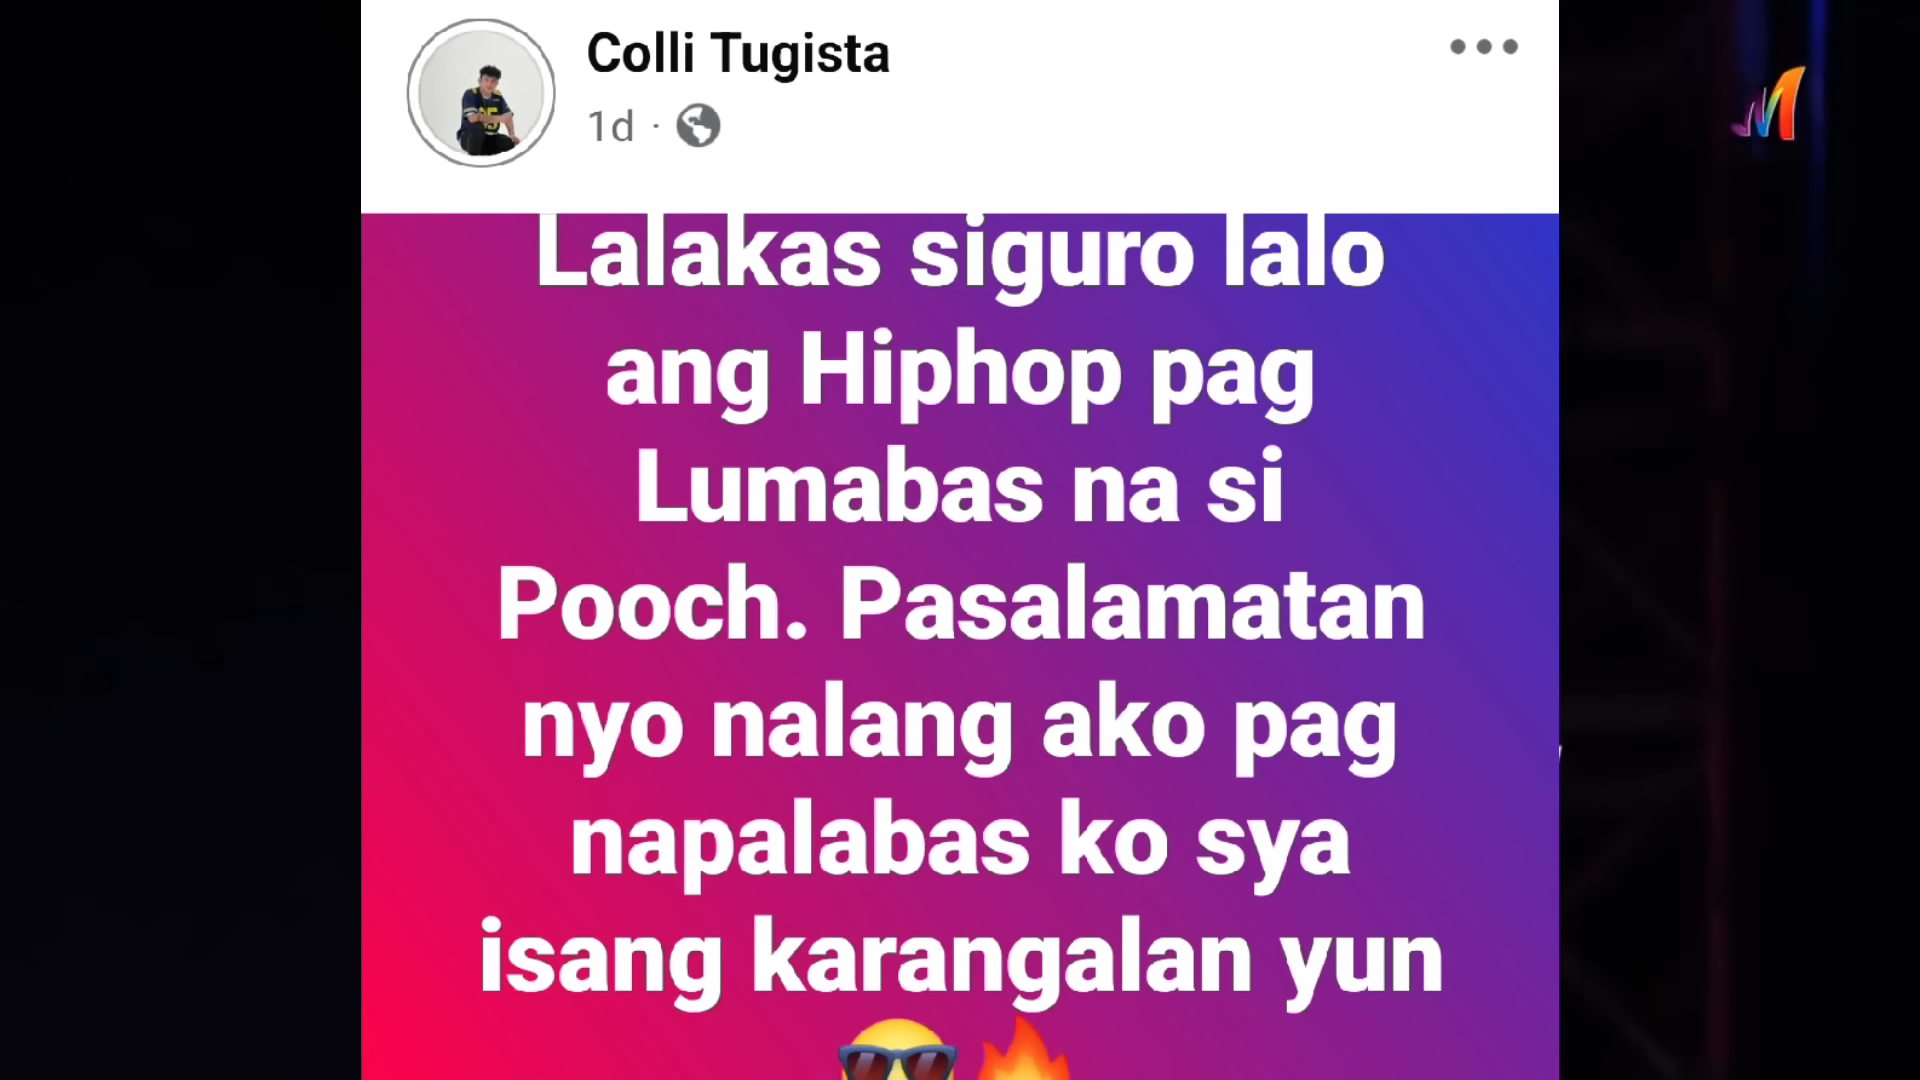 Colli Tugista
1d ·
Lalakas siguro lalo
ang Hiphop pag
Lumabas na si
Pooch. Pasalamatan
nyo nalang ako pag
napalabas ko sya
isang karangalan yun